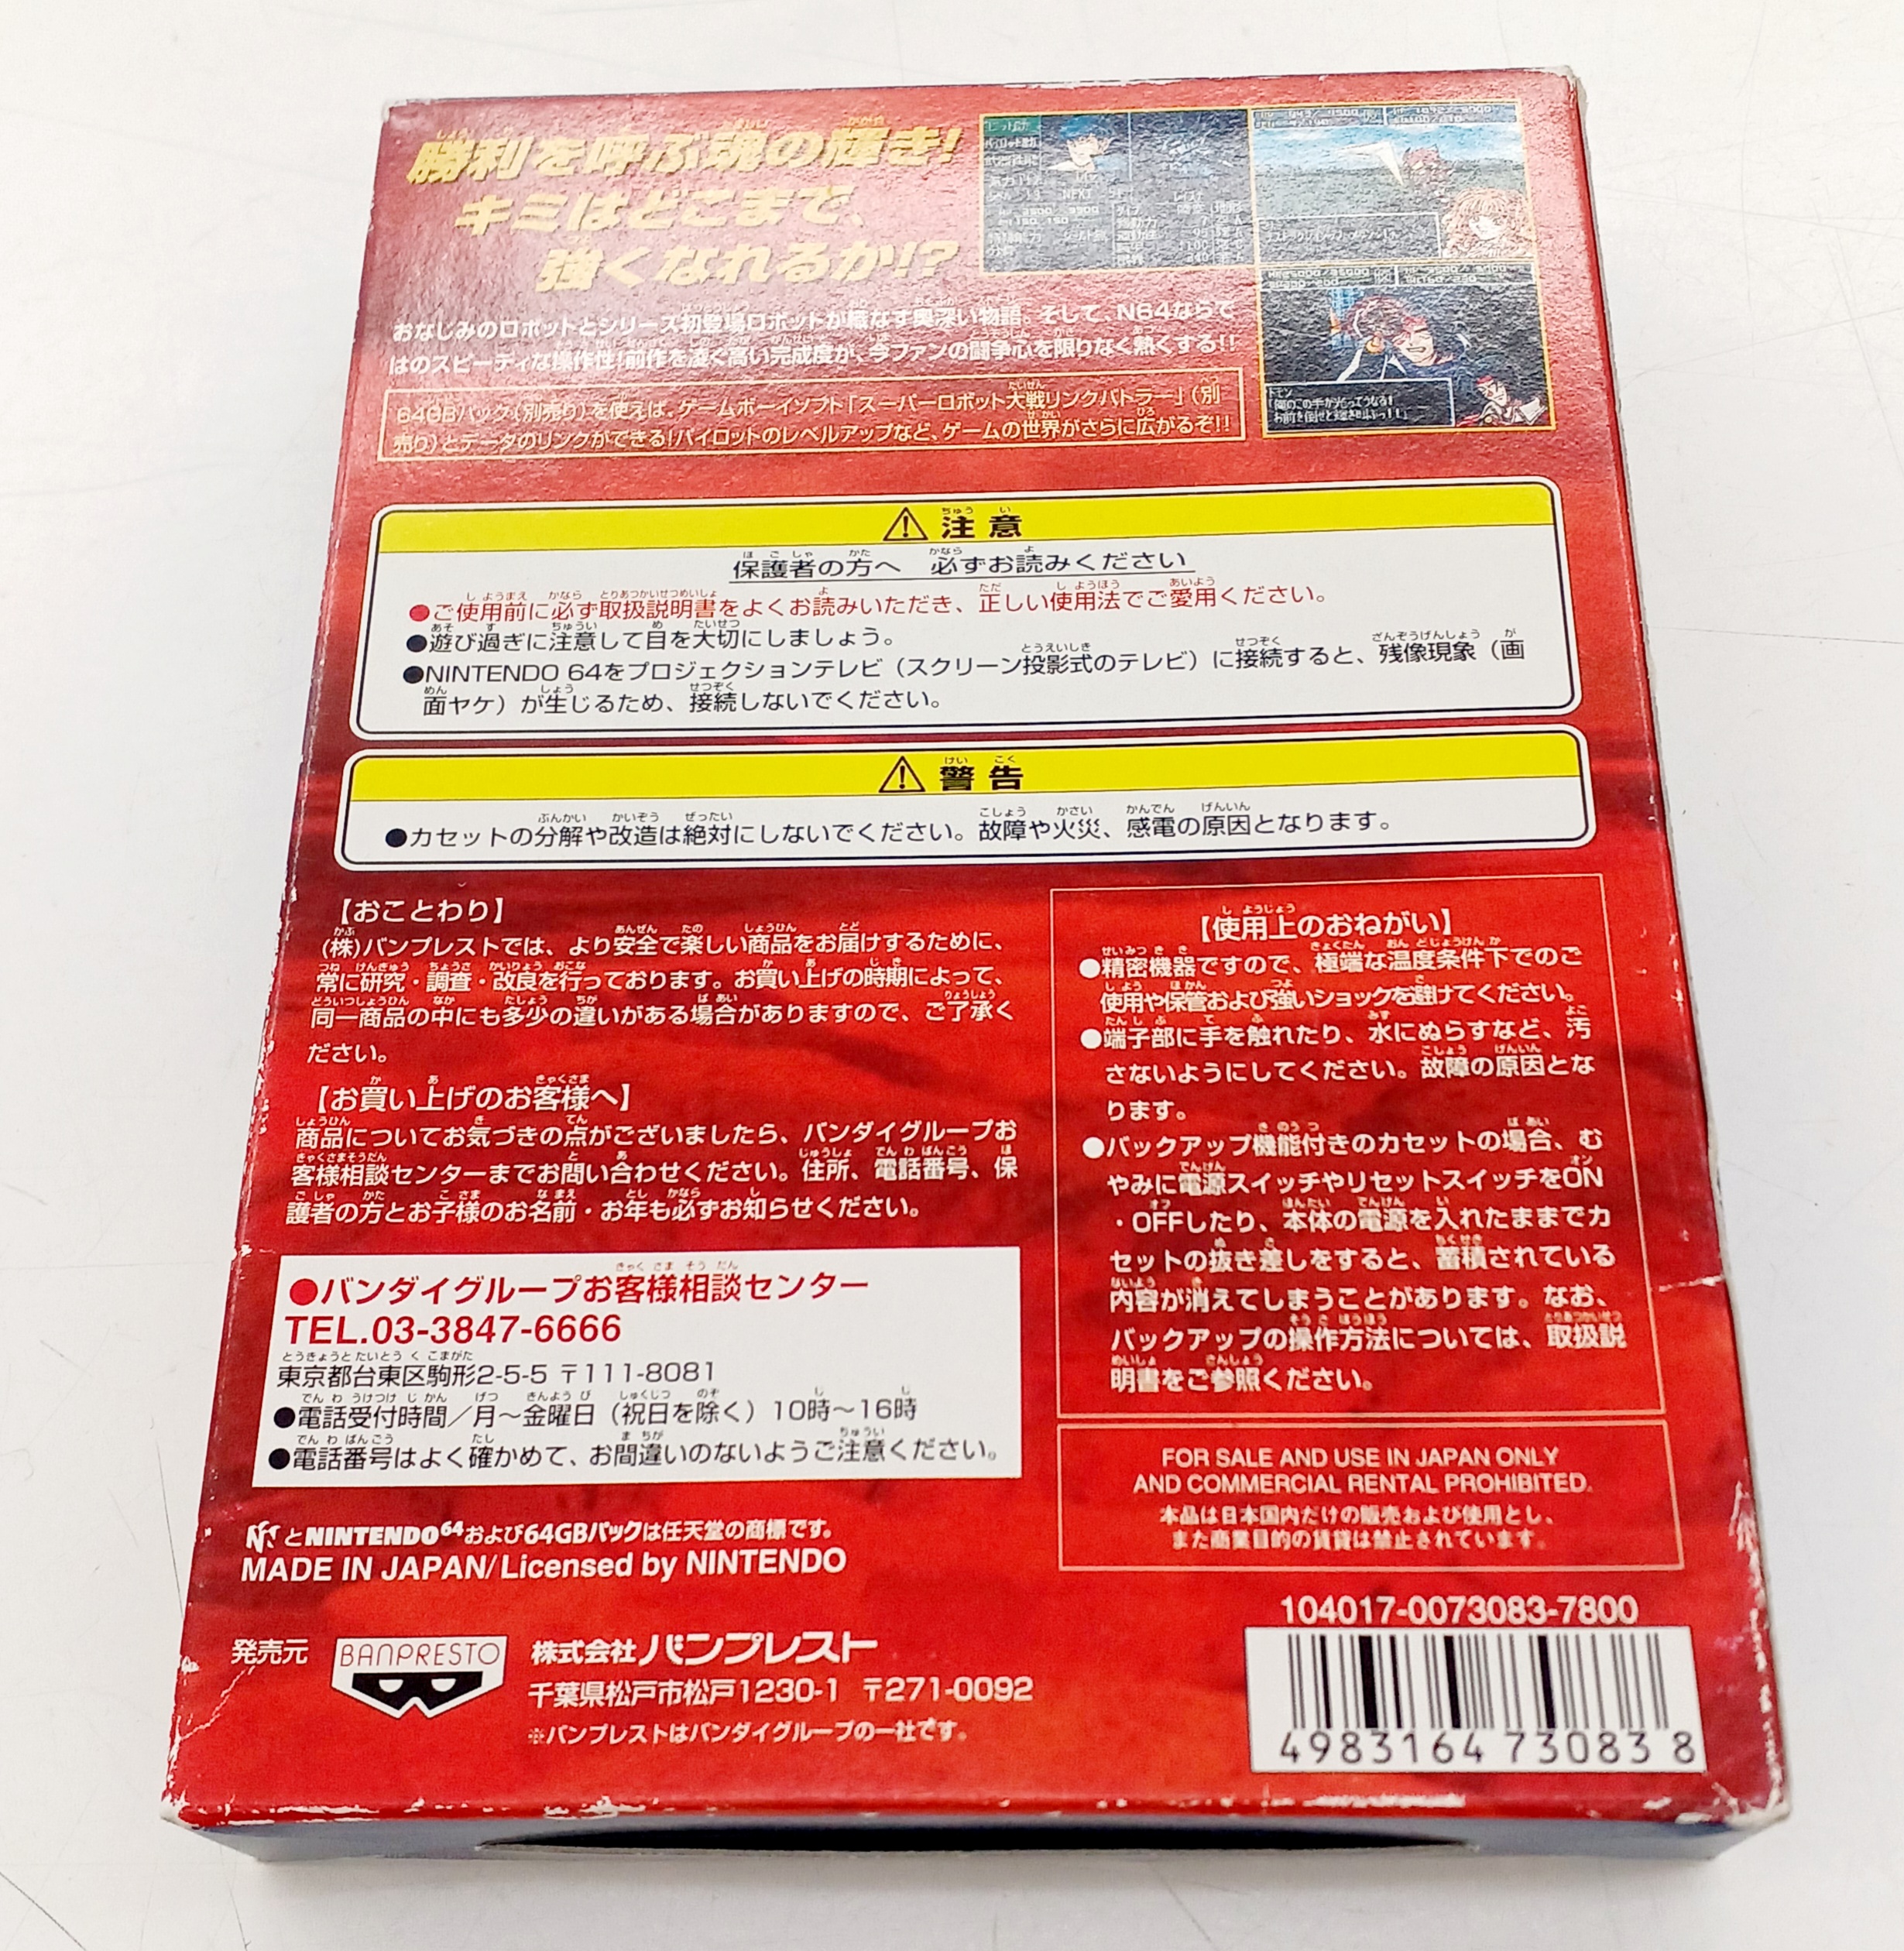 勝利を呼ぶ魂の輝き!
キミはどこまで、
強くなれるか!?
おなじみのロボットとシリーズ初登場ロボットが織なす奥深い物語。そして、N64ならで
はのスピーディな操作性!前作を凌ぐ高い完成度が、今ファンの闘争心を限りなく熱くする!!
64GBパック(別売り)を使えば、ゲームボーイソフト「スーパーロボット大戦リンクバトラー」(別
売り)とデータのリンクができる!パイロットのレベルアップなど、ゲームの世界がさらに広がるぞ!!
⚠注意
保護者の方へ 必ずお読みください
●ご使用前に必ず取扱説明書をよくお読みいただき、正しい使用法でご愛用ください。
●遊び過ぎに注意して目を大切にしましょう。
●NINTENDO 64をプロジェクションテレビ(スクリーン投影式のテレビ)に接続すると、残像現象(画
面ヤケ)が生じるため、接続しないでください。
⚠警告
●カセットの分解や改造は絶対にしないでください。故障や火災、感電の原因となります。
【おことわり】
(株)バンプレストでは、より安全で楽しい商品をお届けするために、
常に研究・調査・改良を行っております。お買い上げの時期によって、
同一商品の中にも多少の違いがある場合がありますので、ご了承く
ださい。
【お買い上げのお客様へ】
商品についてお気づきの点がございましたら、バンダイグループお
客様相談センターまでお問い合わせください。住所、電話番号、保
護者の方とお子様のお名前・お年も必ずお知らせください。
●バンダイグループお客様相談センター
TEL.03-3847-6666
東京都台東区駒形2-5-5 〒111-8081
●電話受付時間/月〜金曜日(祝日を除く)10時〜16時
●電話番号はよく確かめて、お間違いのないようご注意ください。
【使用上のおねがい】
●精密機器ですので、極端な温度条件下でのご
使用や保管および強いショックを避けてください。
●端子部に手を触れたり、水にぬらすなど、汚
さないようにしてください。故障の原因とな
ります。
●バックアップ機能付きのカセットの場合、む
やみに電源スイッチやリセットスイッチをON
・OFFしたり、本体の電源を入れたままでカ
セットの抜き差しをすると、蓄積されている
内容が消えてしまうことがあります。なお、
バックアップの操作方法については、取扱説
明書をご参照ください。
FOR SALE AND USE IN JAPAN ONLY
AND COMMERCIAL RENTAL PROHIBITED.
本品は日本国内だけの販売および使用とし、
また商業目的の賃貸は禁止されています。
とNINTENDO64および64GBパックは任天堂の商標です。
MADE IN JAPAN/Licensed by NINTENDO
発売元
BANPRESTO
株式会社バンプレスト
千葉県松戸市松戸1230-1 〒271-0092
※バンプレストはバンダイグループの一社です。
104017-0073083-7800
4983164 730838